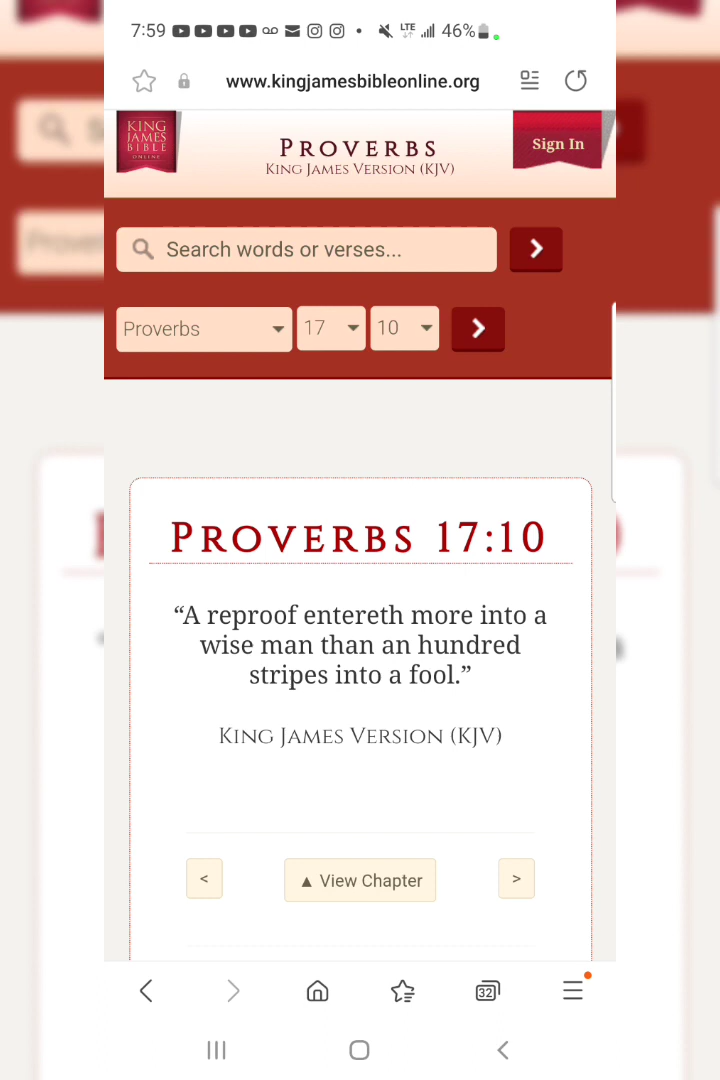 7:59
LTE
46%
www.kingjamesbibleonline.org
KING
JAMES
BIBLE
ONLINE
PROVERBS
KING JAMES VERSION (KJV)
Sign In
Search words or verses...
Proverbs 17 10
PROVERBS 17:10
“A reproof entereth more into a
wise man than an hundred
stripes into a fool.”
KING JAMES VERSION (KJV)
< ▲ View Chapter >
32